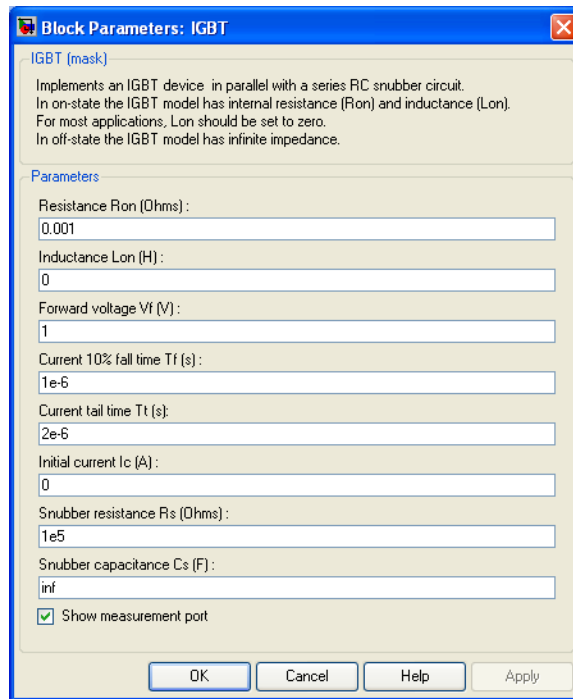 Block Parameters: IGBT
IGBT (mask)
Implements an IGBT device in parallel with a series RC snubber circuit.
In on-state the IGBT model has internal resistance (Ron) and inductance (Lon).
For most applications, Lon should be set to zero.
In off-state the IGBT model has infinite impedance.
Parameters
Resistance Ron (Ohms) :
0.001
Inductance Lon (H) :
0
Forward voltage Vf (V) :
1
Current 10% fall time Tf (s) :
1e-6
Current tail time Tt (s):
2e-6
Initial current Ic (A) :
0
Snubber resistance Rs (Ohms) :
1e5
Snubber capacitance Cs (F) :
inf
Show measurement port
OK Cancel Help Apply